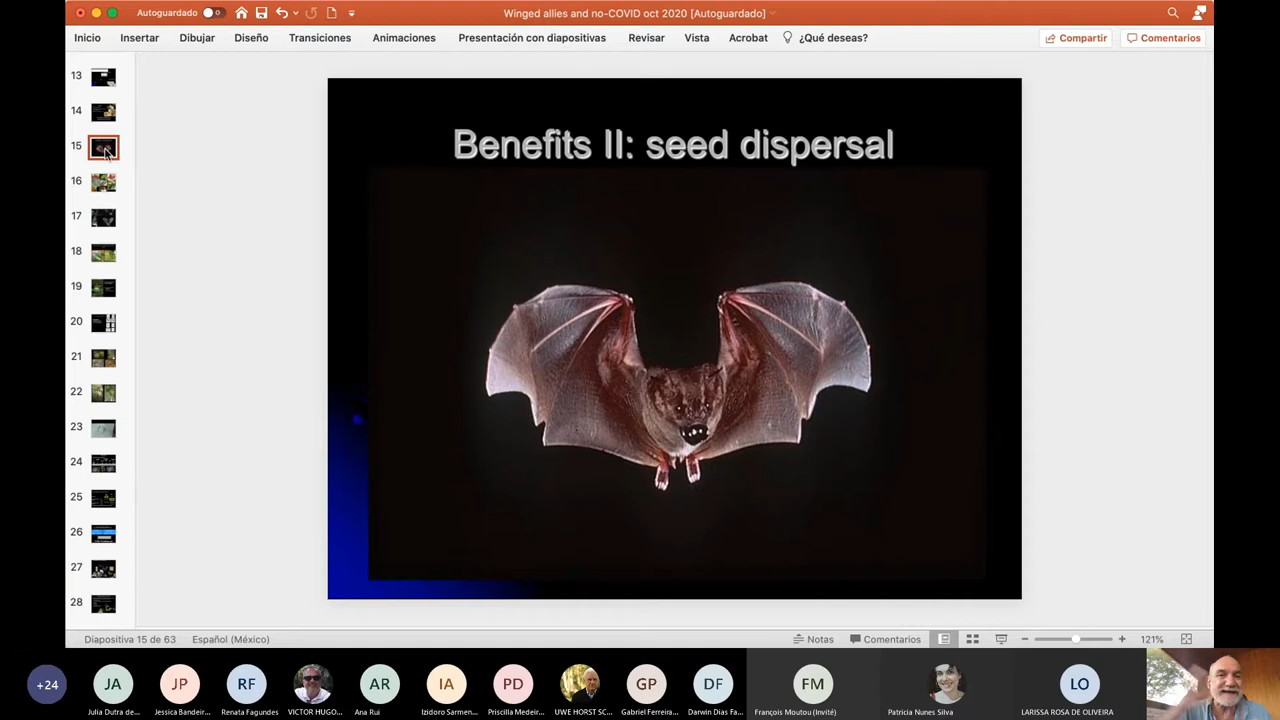 Autoguardado
Winged allies and no-COVID oct 2020 [Autoguardado]
Inicio Insertar Dibujar Diseño Transiciones Animaciones Presentación con diapositivas Revisar Vista Acrobat ¿Qué deseas? Compartir Comentarios
13
14
15
16
17
18
19
20
21
22
23
24
25
26
27
28
Benefits II: seed dispersal
Diapositiva 15 de 63 Español (México) Notas Comentarios 121%
+24 JA JP RF AR IA PD GP DF FM LO
Julia Dutra de... Jessica Bandeir... Renata Fagundes VICTOR HUGO... Ana Rui Izidoro Sarmen... Priscilla Medeir... UWE HORST SC... Gabriel Ferreira... Darwin Dias Fa... François Moutou (Invité) Patricia Nunes Silva LARISSA ROSA DE OLIVEIRA